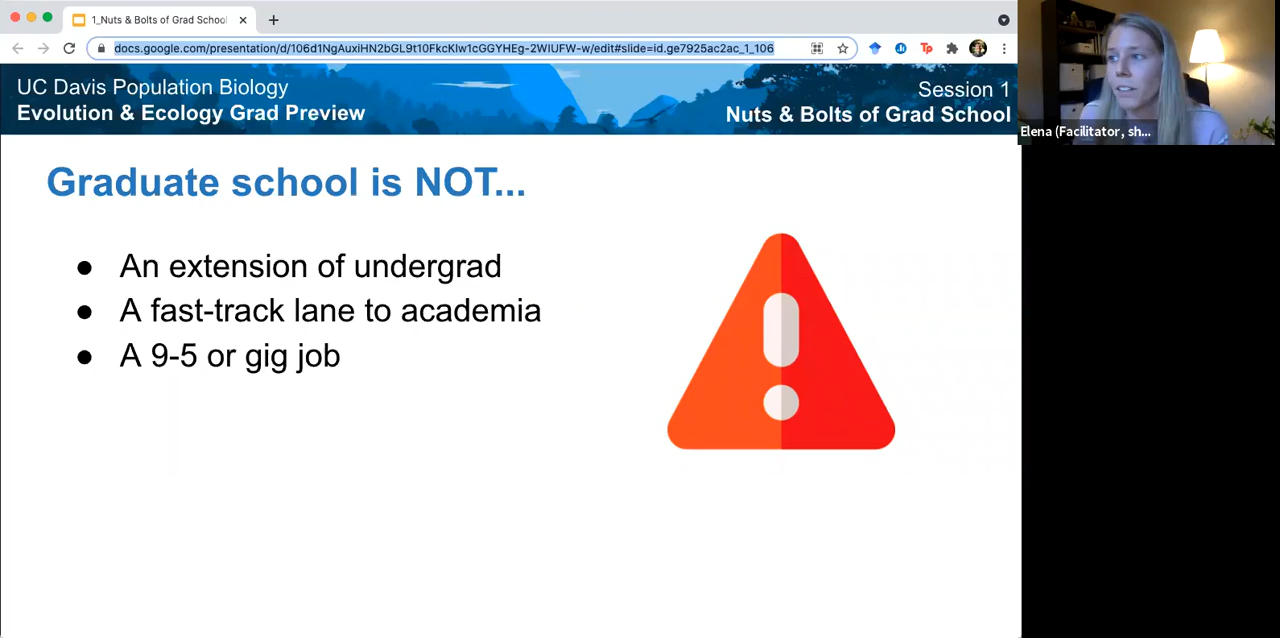 1_Nuts & Bolts of Grad School
docs.google.com/presentation/d/106d1NgAuxiHN2bGL9t10FkcKlw1cGGYHEg-2WIUFW-w/edit#slide=id.ge7925ac2ac_1_106
Tp
UC Davis Population Biology
Evolution & Ecology Grad Preview
Session 1
Nuts & Bolts of Grad School
Elena (Facilitator, sh...
Graduate school is NOT...
● An extension of undergrad
● A fast-track lane to academia
● A 9-5 or gig job